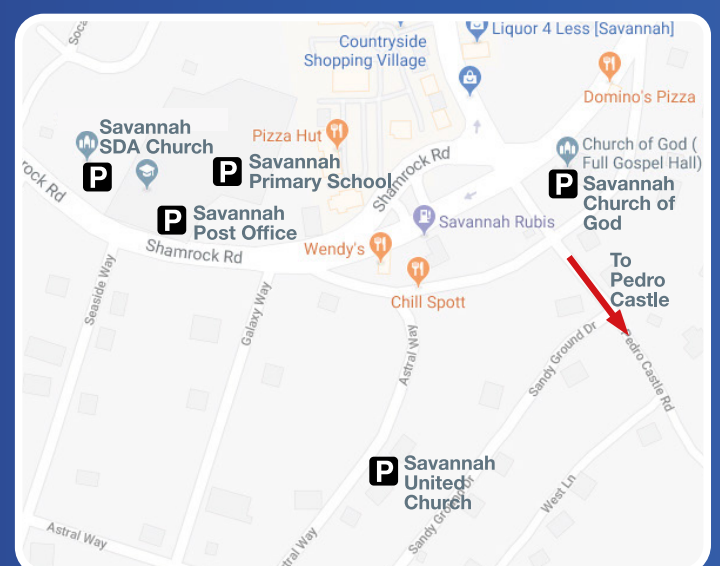 Soca
Liquor 4 Less [Savannah]
Countryside
Shopping Village
Domino's Pizza
Savannah
SDA Church
P
Pizza Hut
P
Savannah
Primary School
Shamrock Rd
Church of God (
Full Gospel Hall)
P
Savannah
Church of
God
rock Rd
P
Savannah
Post Office
Savannah Rubis
Shamrock Rd
Wendy's
Chill Spott
To
Pedro
Castle
Seaside Way
Galaxy Way
Astral Way
Sandy Ground Dr
Pedro Castle Rd
P
Savannah
United
Church
Sandy Ground Dr
West Ln
Astral Way
tral Way